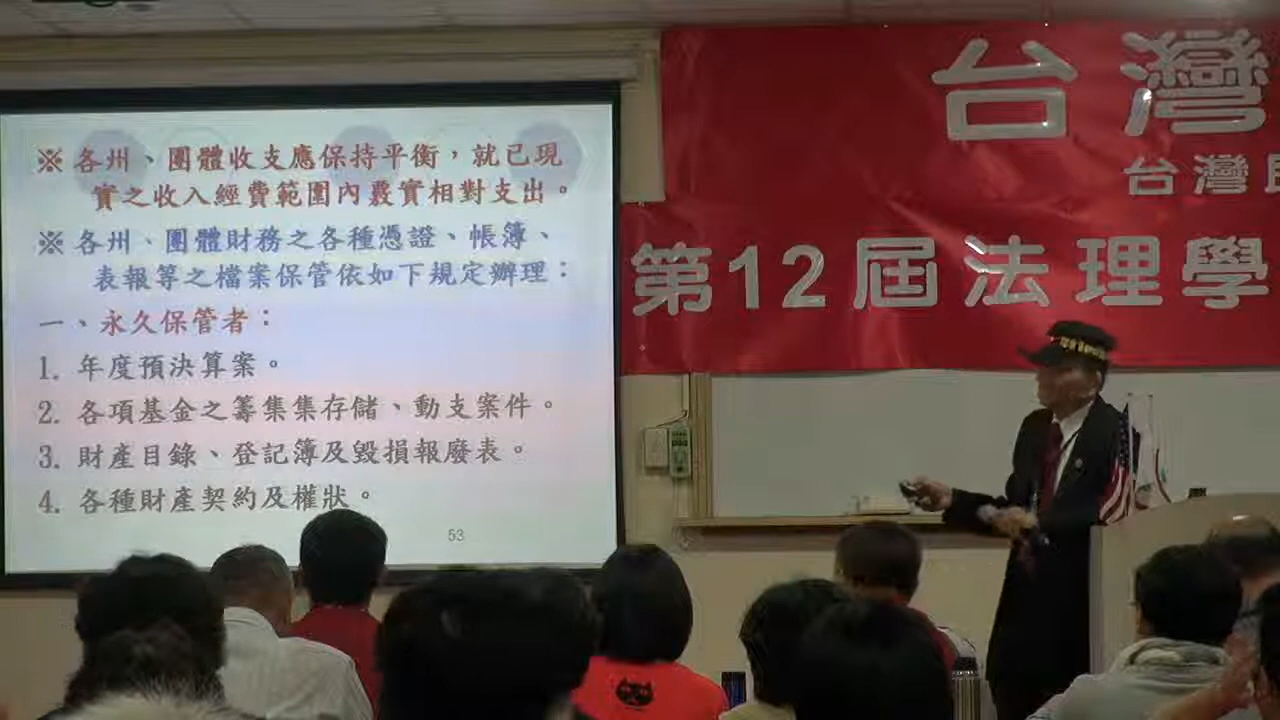 ※ 各州、團體收支應保持平衡，就已現
實之收入經費範圍內覈實相對支出。
※ 各州、團體財務之各種憑證、帳簿、
表報等之檔案保管依如下規定辦理：
一、永久保管者：
1. 年度預決算案。
2. 各項基金之籌集集存儲、動支案件。
3. 財產目錄、登記簿及毀損報廢表。
4. 各種財產契約及權狀。
53
台灣
台灣
第12屆法理學